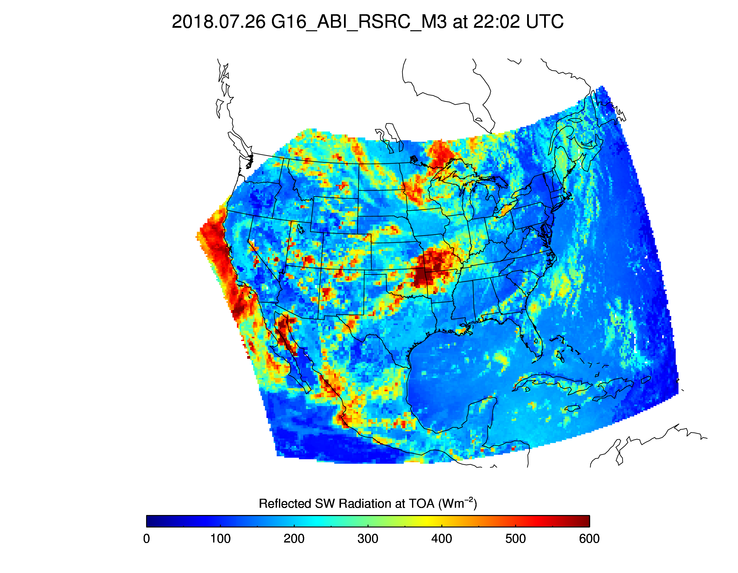 2018.07.26 G16_ABI_RSRC_M3 at 22:02 UTC
Reflected SW Radiation at TOA (Wm⁻²)
0 100 200 300 400 500 600